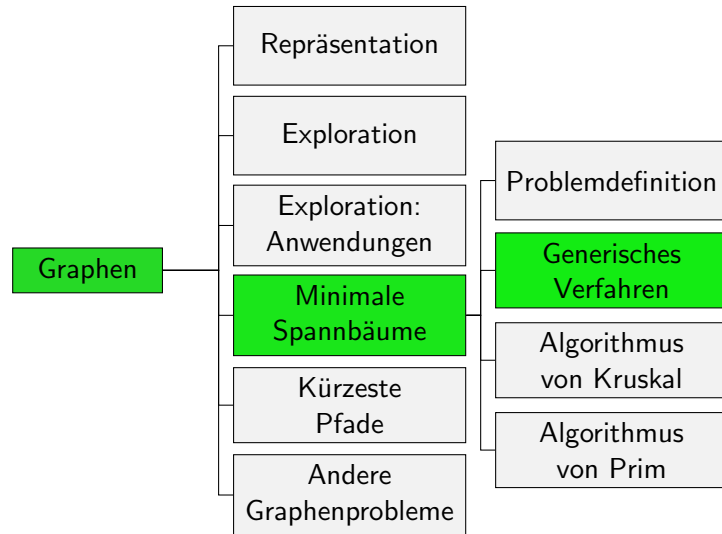 Graphen
Repräsentation
Exploration
Exploration:
Anwendungen
Minimale
Spannbäume
Kürzeste
Pfade
Andere
Graphenprobleme
Problemdefinition
Generisches
Verfahren
Algorithmus
von Kruskal
Algorithmus
von Prim